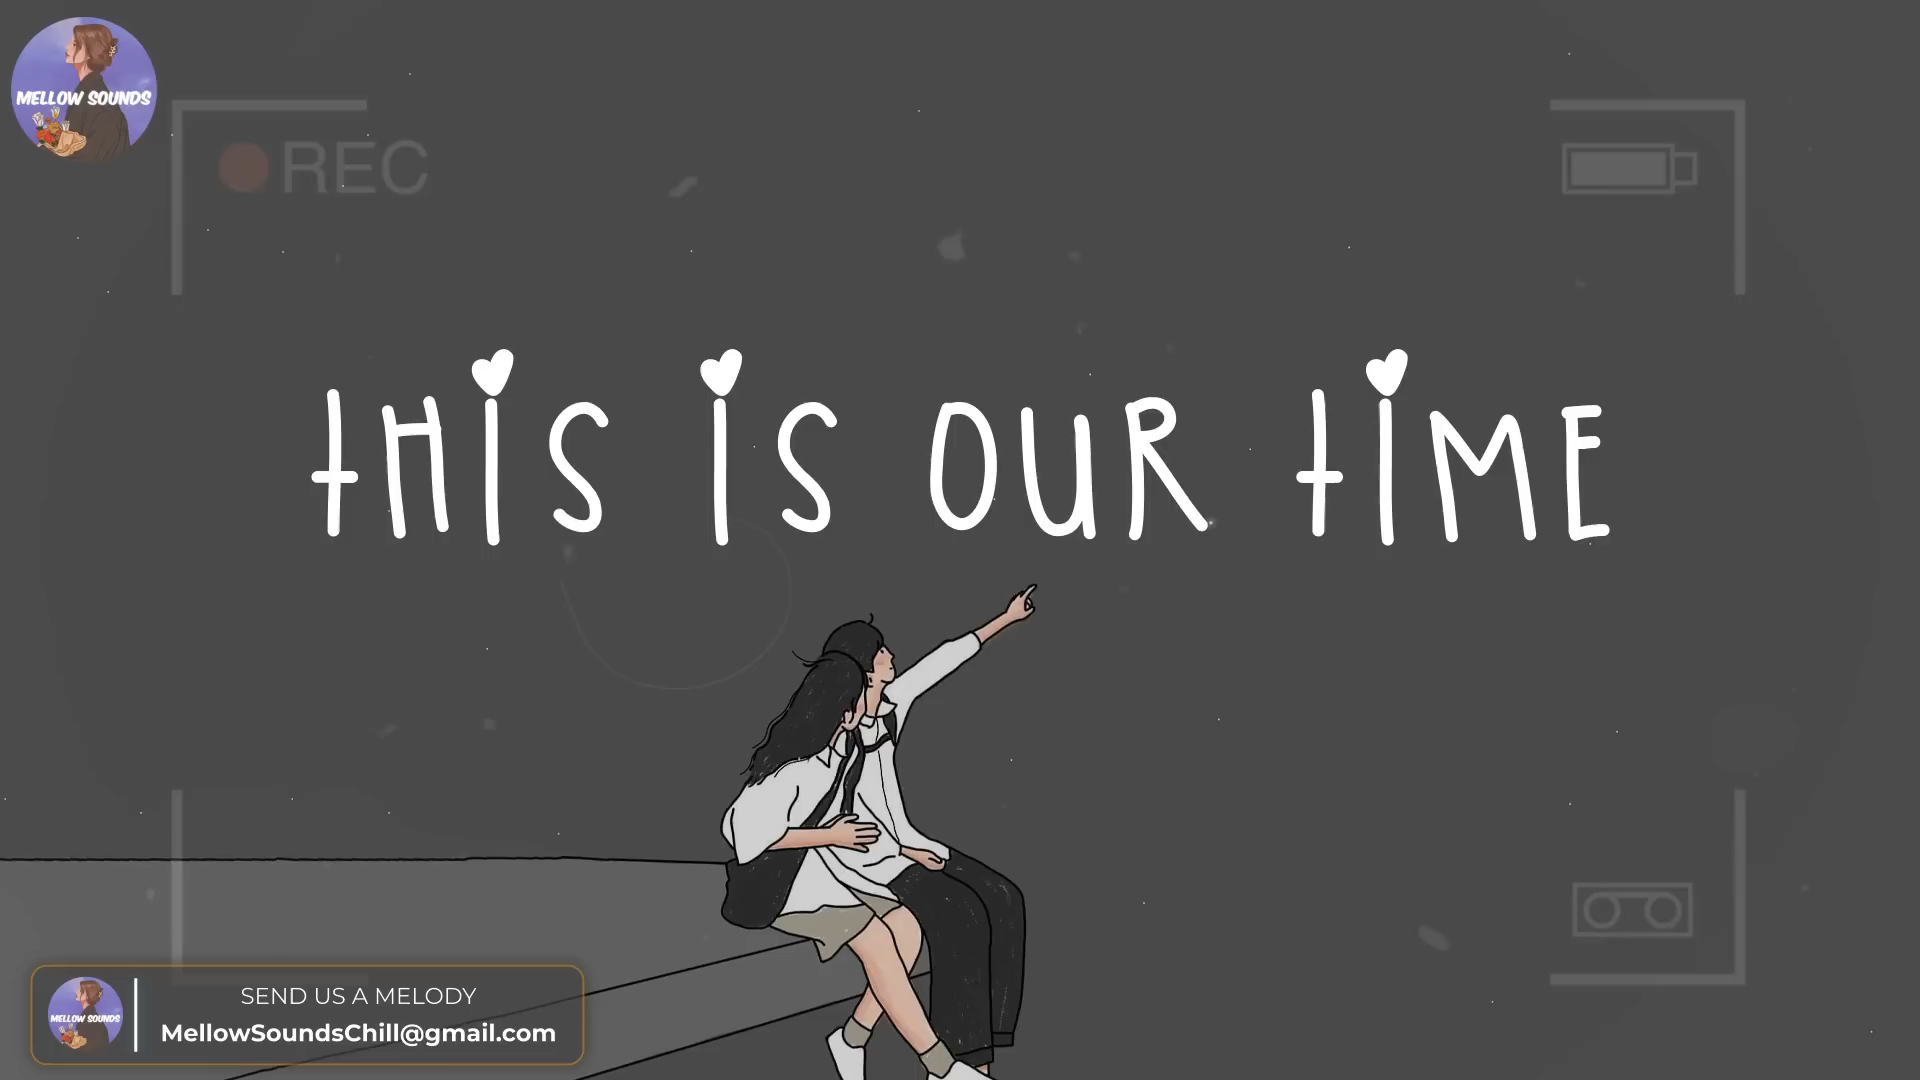 MELLOW SOUNDS
REC
tHiS iS OUR tiME
MELLOW SOUNDS
SEND US A MELODY
MellowSoundsChill@gmail.com